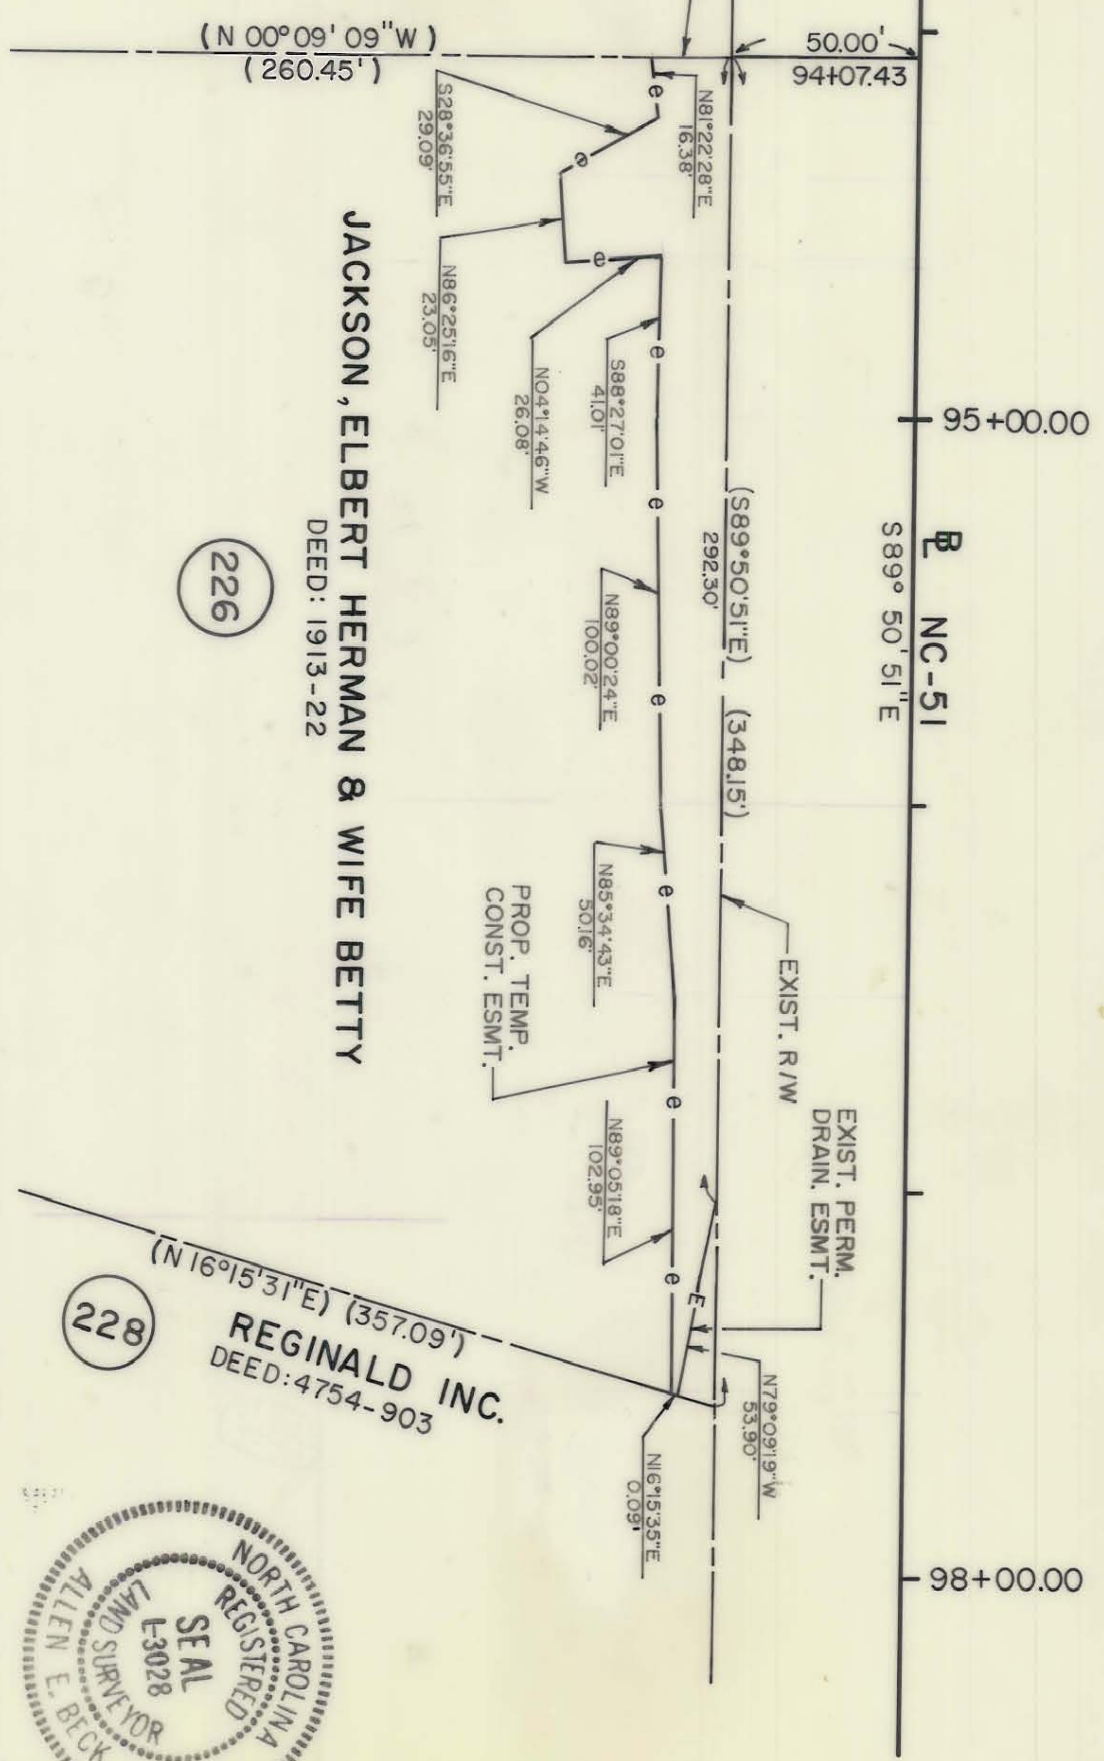 (N 00°09'09"W)
(260.45')
50.00'
94+07.43
N81°22'28"E
16.38'
S28°36'55"E
29.09'
N86°25'16"E
23.05'
N04°14'46"W
26.08'
S88°27'01"E
41.01'
95+00.00
BL NC-51
S 89° 50' 51" E
(S89°50'51"E) (348.15')
292.30'
N89°00'24"E
100.02'
JACKSON, ELBERT HERMAN & WIFE BETTY
DEED: 1913-22
226
N85°34'43"E
50.16'
PROP. TEMP.
CONST. ESMT.
EXIST. R/W
EXIST. PERM.
DRAIN. ESMT.
N89°05'18"E
102.95'
e
e
e
e
e
e
e
e
e
E
N79°09'19"W
53.90'
N16°15'35"E
0.09'
(N 16°15'31"E) (357.09')
REGINALD INC.
DEED: 4754-903
228
98+00.00
NORTH CAROLINA
REGISTERED
SEAL
L-3028
LAND SURVEYOR
ALLEN E. BECK